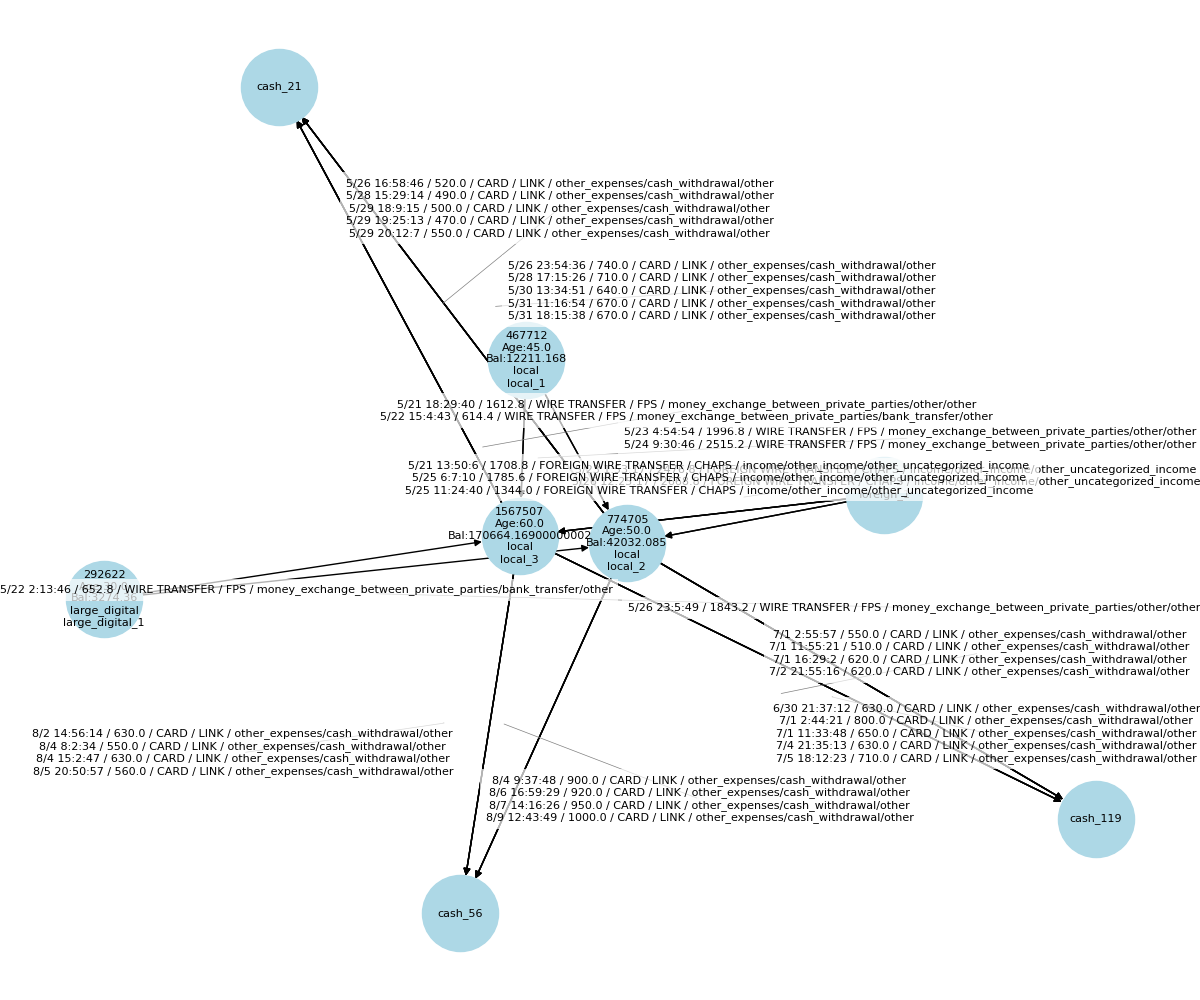 cash_21
5/26 16:58:46 / 520.0 / CARD / LINK / other_expenses/cash_withdrawal/other
5/28 15:29:14 / 490.0 / CARD / LINK / other_expenses/cash_withdrawal/other
5/29 18:9:15 / 500.0 / CARD / LINK / other_expenses/cash_withdrawal/other
5/29 19:25:13 / 470.0 / CARD / LINK / other_expenses/cash_withdrawal/other
5/29 20:12:7 / 550.0 / CARD / LINK / other_expenses/cash_withdrawal/other
5/26 23:54:36 / 740.0 / CARD / LINK / other_expenses/cash_withdrawal/other
5/28 17:15:26 / 710.0 / CARD / LINK / other_expenses/cash_withdrawal/other
5/30 13:34:51 / 640.0 / CARD / LINK / other_expenses/cash_withdrawal/other
5/31 11:16:54 / 670.0 / CARD / LINK / other_expenses/cash_withdrawal/other
5/31 18:15:38 / 670.0 / CARD / LINK / other_expenses/cash_withdrawal/other
467712
Age:45.0
Bal:12211.168
local
local_1
5/21 18:29:40 / 1612.8 / WIRE TRANSFER / FPS / money_exchange_between_private_parties/other/other
5/22 15:4:43 / 614.4 / WIRE TRANSFER / FPS / money_exchange_between_private_parties/bank_transfer/other
5/23 4:54:54 / 1996.8 / WIRE TRANSFER / FPS / money_exchange_between_private_parties/other/other
5/24 9:30:46 / 2515.2 / WIRE TRANSFER / FPS / money_exchange_between_private_parties/other/other
5/21 13:50:6 / 1708.8 / FOREIGN WIRE TRANSFER / CHAPS / income/other_income/other_uncategorized_income
5/25 6:7:10 / 1785.6 / FOREIGN WIRE TRANSFER / CHAPS / income/other_income/other_uncategorized_income
5/25 11:24:40 / 1344.0 / FOREIGN WIRE TRANSFER / CHAPS / income/other_income/other_uncategorized_income
other_uncategorized_income
other_uncategorized_income
1567507
Age:60.0
Bal:170664.16900000002
local
local_3
774705
Age:50.0
Bal:42032.085
local
local_2
292622
Bal:3274.36
large_digital
large_digital_1
5/22 2:13:46 / 652.8 / WIRE TRANSFER / FPS / money_exchange_between_private_parties/bank_transfer/other
5/26 23:5:49 / 1843.2 / WIRE TRANSFER / FPS / money_exchange_between_private_parties/other/other
7/1 2:55:57 / 550.0 / CARD / LINK / other_expenses/cash_withdrawal/other
7/1 11:55:21 / 510.0 / CARD / LINK / other_expenses/cash_withdrawal/other
7/1 16:29:2 / 620.0 / CARD / LINK / other_expenses/cash_withdrawal/other
7/2 21:55:16 / 620.0 / CARD / LINK / other_expenses/cash_withdrawal/other
6/30 21:37:12 / 630.0 / CARD / LINK / other_expenses/cash_withdrawal/other
7/1 2:44:21 / 800.0 / CARD / LINK / other_expenses/cash_withdrawal/other
7/1 11:33:48 / 650.0 / CARD / LINK / other_expenses/cash_withdrawal/other
7/4 21:35:13 / 630.0 / CARD / LINK / other_expenses/cash_withdrawal/other
7/5 18:12:23 / 710.0 / CARD / LINK / other_expenses/cash_withdrawal/other
8/2 14:56:14 / 630.0 / CARD / LINK / other_expenses/cash_withdrawal/other
8/4 8:2:34 / 550.0 / CARD / LINK / other_expenses/cash_withdrawal/other
8/4 15:2:47 / 630.0 / CARD / LINK / other_expenses/cash_withdrawal/other
8/5 20:50:57 / 560.0 / CARD / LINK / other_expenses/cash_withdrawal/other
8/4 9:37:48 / 900.0 / CARD / LINK / other_expenses/cash_withdrawal/other
8/6 16:59:29 / 920.0 / CARD / LINK / other_expenses/cash_withdrawal/other
8/7 14:16:26 / 950.0 / CARD / LINK / other_expenses/cash_withdrawal/other
8/9 12:43:49 / 1000.0 / CARD / LINK / other_expenses/cash_withdrawal/other
cash_119
cash_56